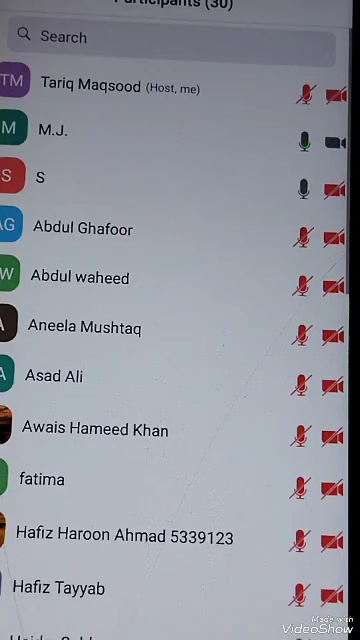 Participants (30)
Search
TM Tariq Maqsood (Host, me)
M M.J.
S S
AG Abdul Ghafoor
W Abdul waheed
A Aneela Mushtaq
A Asad Ali
Awais Hameed Khan
fatima
Hafiz Haroon Ahmad 5339123
Hafiz Tayyab
Made with
VideoShow